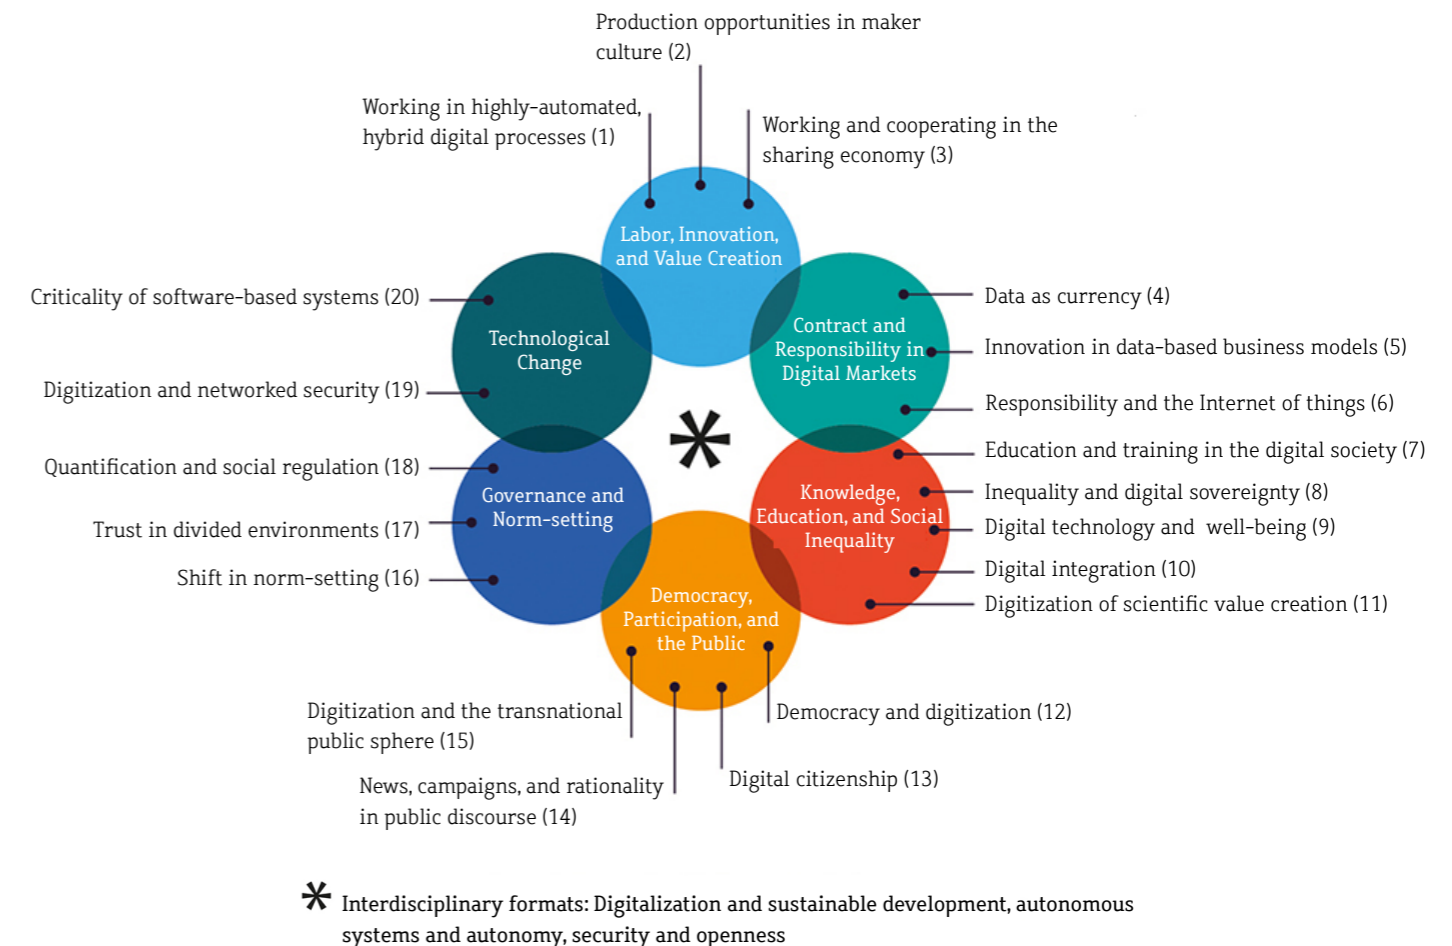 Production opportunities in maker
culture (2)
Working in highly-automated,
hybrid digital processes (1)
Working and cooperating in the
sharing economy (3)
Labor, Innovation,
and Value Creation
Criticality of software-based systems (20)
Digitization and networked security (19)
Technological
Change
Contract and
Responsibility in
Digital Markets
Data as currency (4)
Innovation in data-based business models (5)
Responsibility and the Internet of things (6)
*
Quantification and social regulation (18)
Trust in divided environments (17)
Shift in norm-setting (16)
Governance and
Norm-setting
Knowledge,
Education, and Social
Inequality
Education and training in the digital society (7)
Inequality and digital sovereignty (8)
Digital technology and  well-being (9)
Digital integration (10)
Digitization of scientific value creation (11)
Democracy,
Participation, and
the Public
Digitization and the transnational
public sphere (15)
News, campaigns, and rationality
in public discourse (14)
Digital citizenship (13)
Democracy and digitization (12)
* Interdisciplinary formats: Digitalization and sustainable development, autonomous
systems and autonomy, security and openness